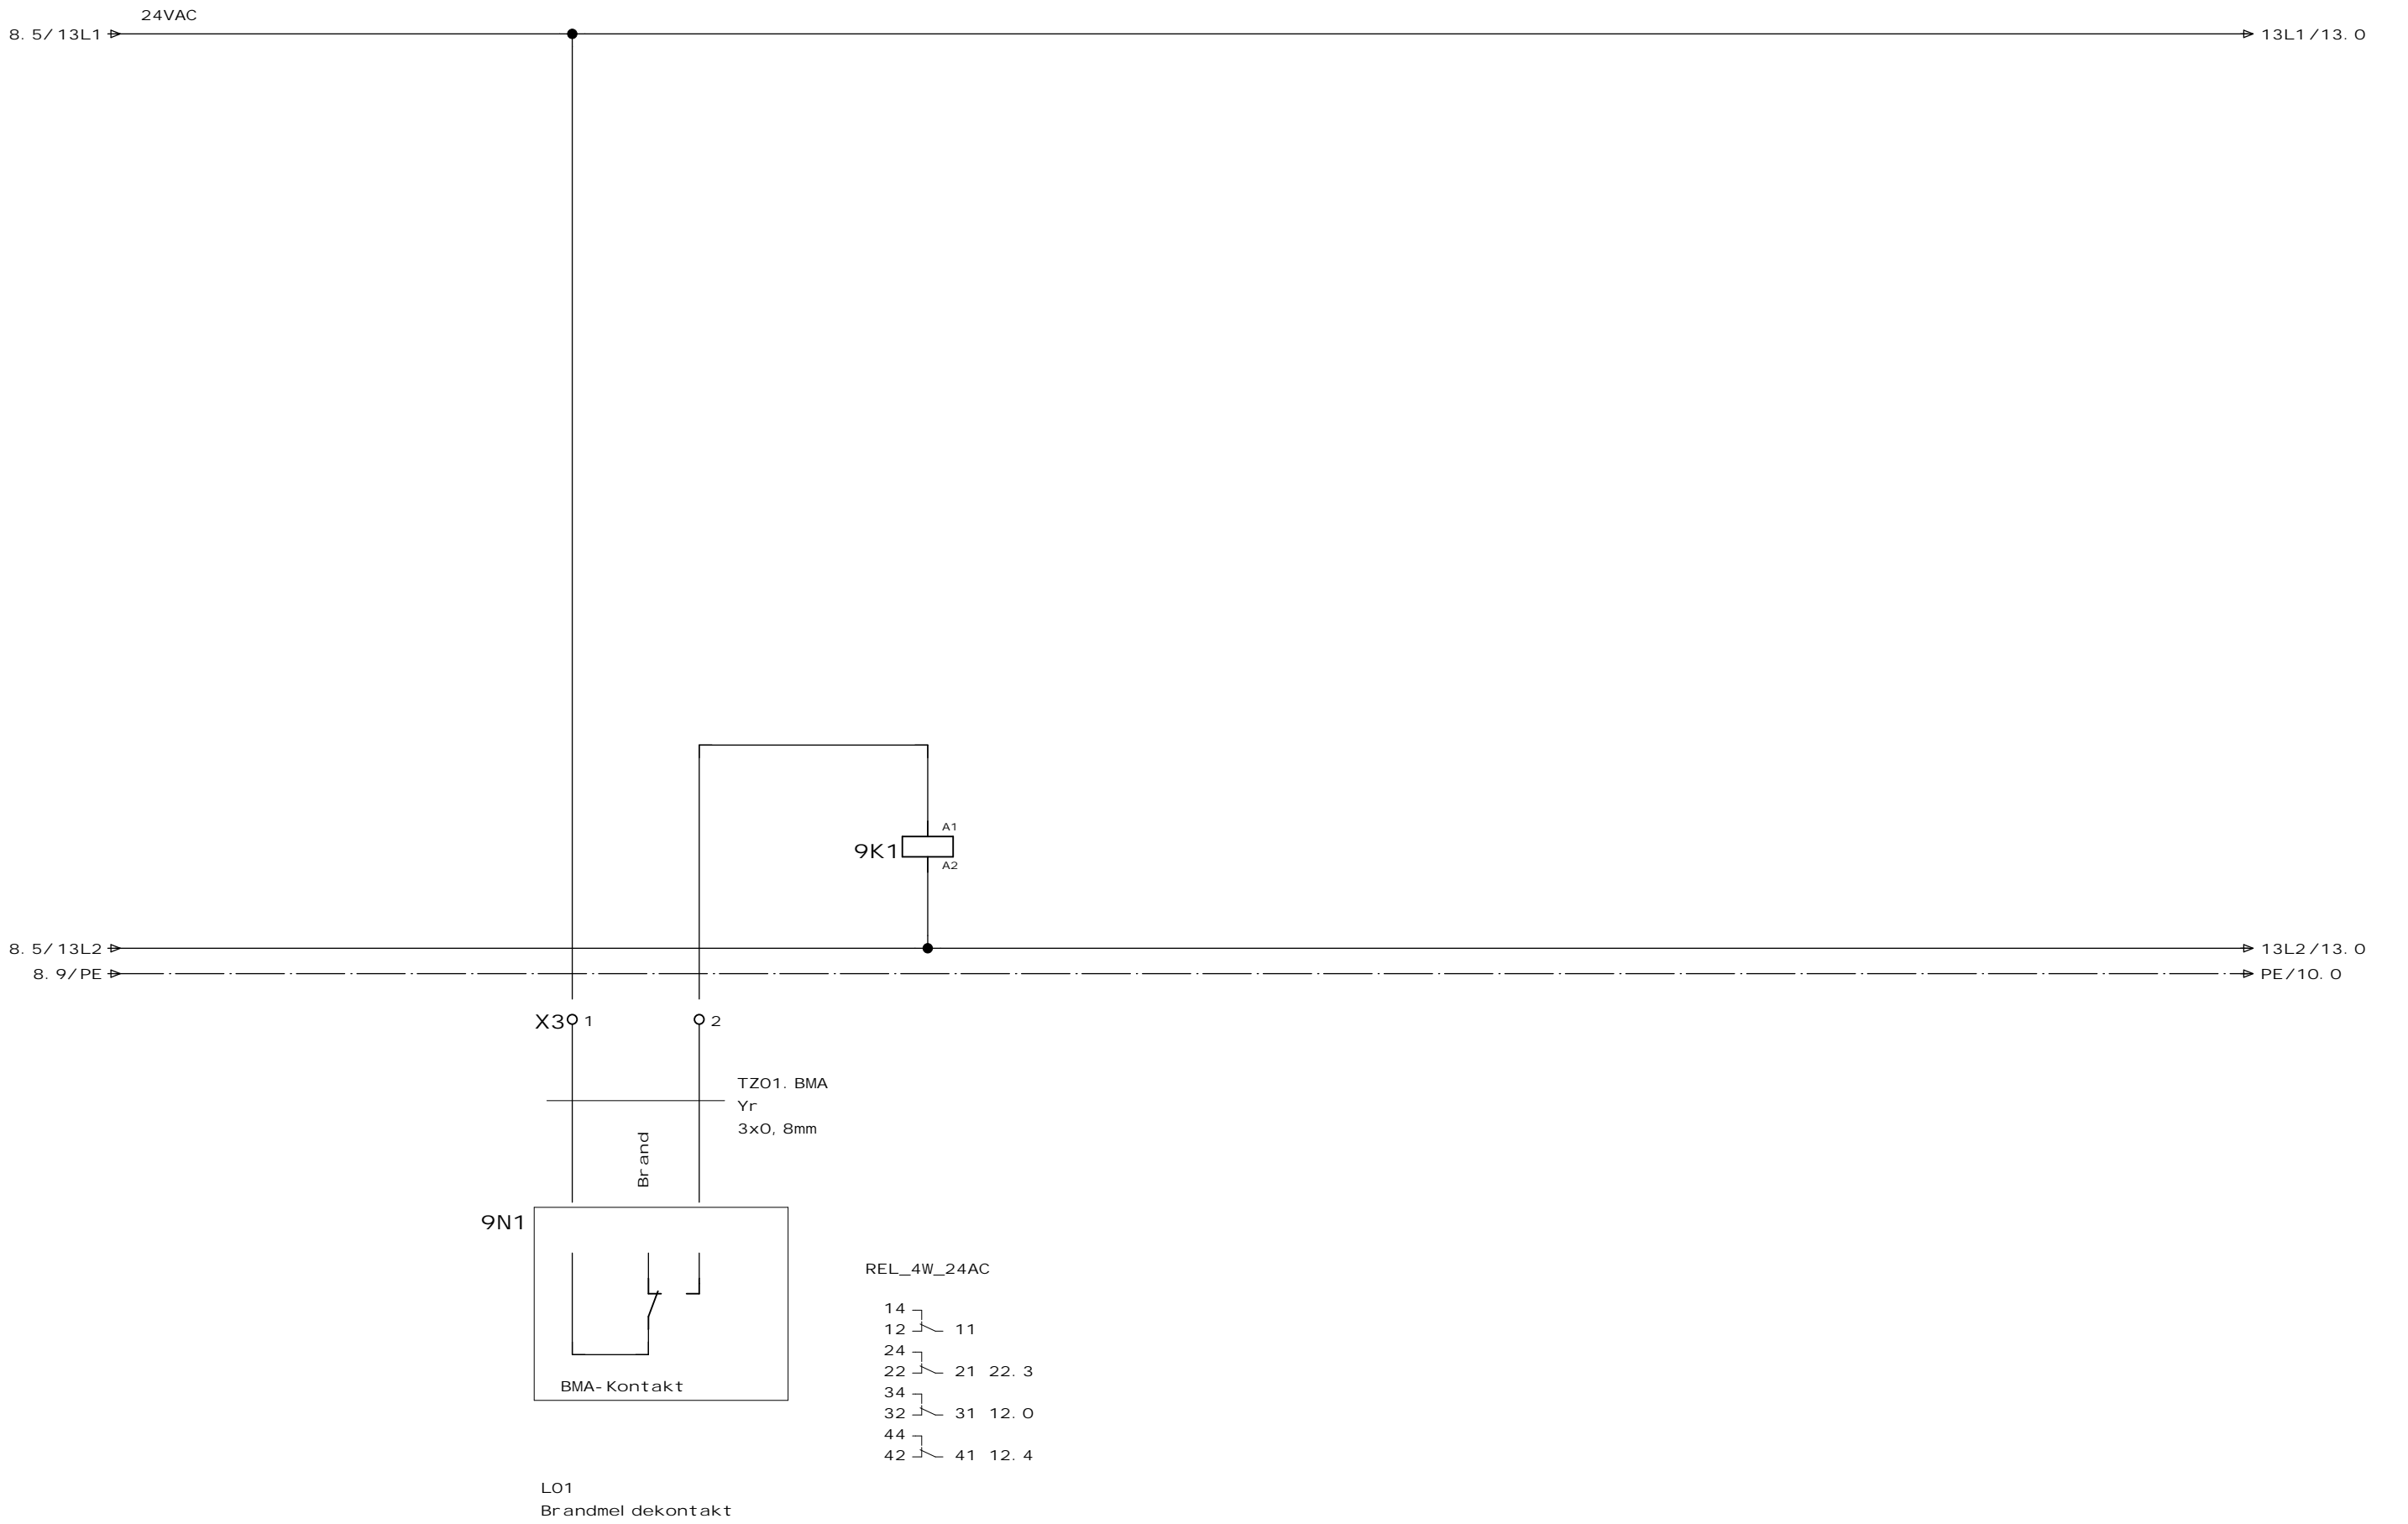 24VAC
8.5/13L1
13L1/13.0
A1
9K1
A2
8.5/13L2
13L2/13.0
8.9/PE
PE/10.0
X3 1 2
TZ01.BMA
Yr
3x0,8mm
Brand
9N1
BMA-Kontakt
REL_4W_24AC
14
12 11
24
22 21 22.3
34
32 31 12.0
44
42 41 12.4
L01
Brandmeldekontakt